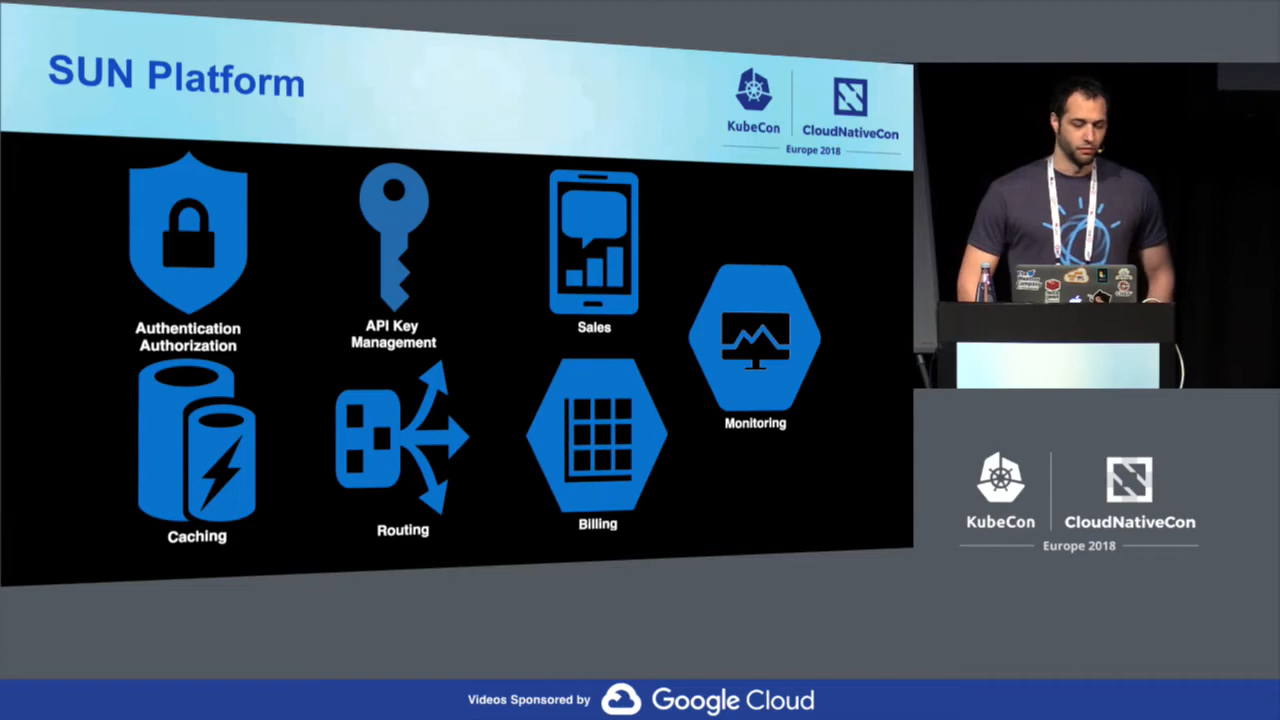 SUN Platform
KubeCon
CloudNativeCon
Europe 2018
Authentication
Authorization
API Key
Management
Sales
Monitoring
Caching
Routing
Billing
KubeCon
CloudNativeCon
Europe 2018
Videos Sponsored by
Google Cloud